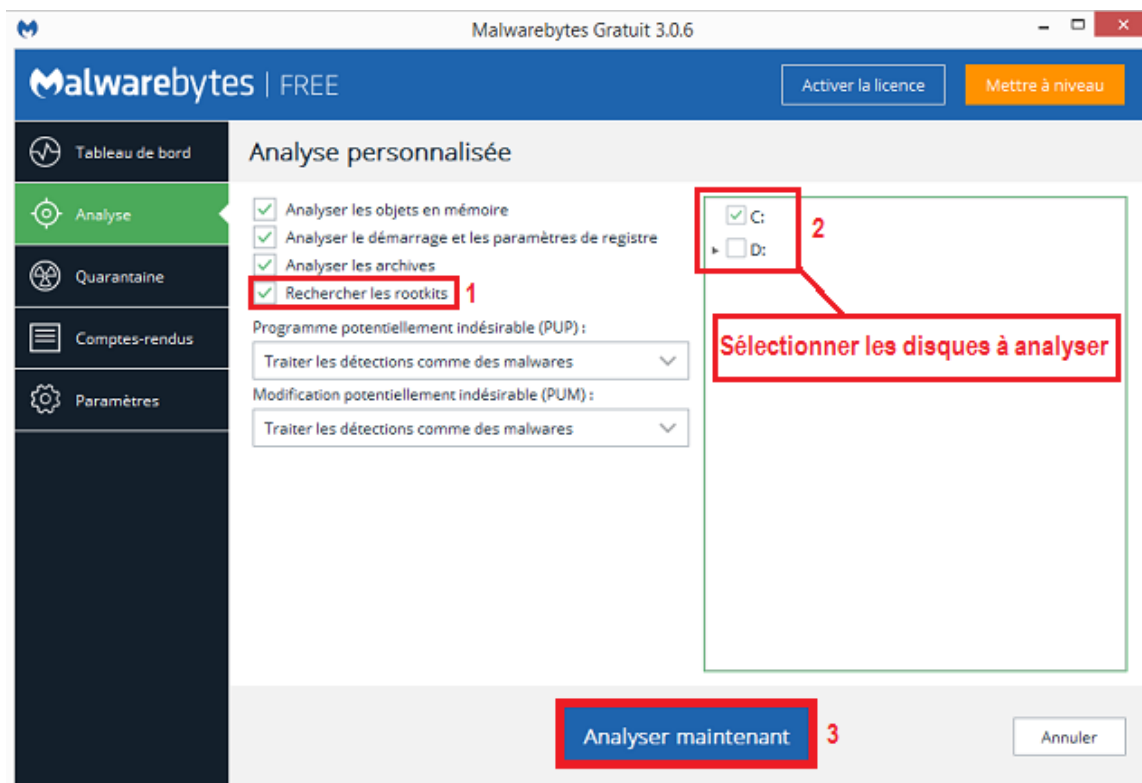 Malwarebytes Gratuit 3.0.6
Malwarebytes | FREE
Activer la licence
Mettre à niveau
Tableau de bord
Analyse
Quarantaine
Comptes-rendus
Paramètres
Analyse personnalisée
Analyser les objets en mémoire
Analyser le démarrage et les paramètres de registre
Analyser les archives
Rechercher les rootkits 1
Programme potentiellement indésirable (PUP) :
Traiter les détections comme des malwares
Modification potentiellement indésirable (PUM) :
Traiter les détections comme des malwares
C: 2
D:
Sélectionner les disques à analyser
Analyser maintenant 3
Annuler